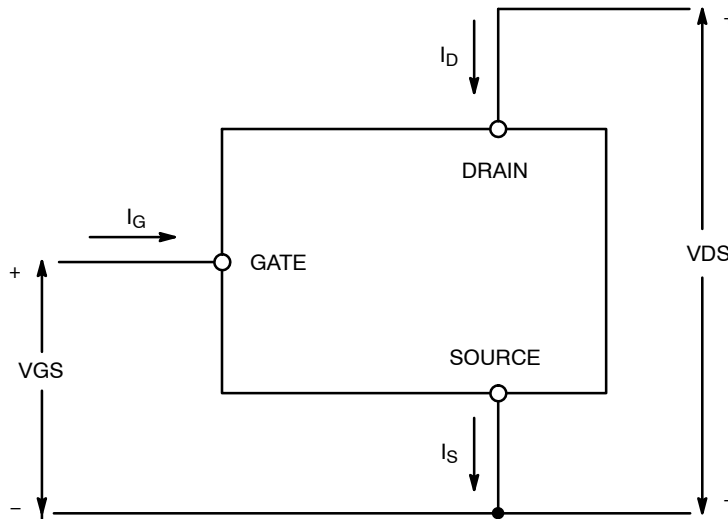 I_D
DRAIN
I_G
+
GATE
VDS
VGS
SOURCE
I_S
−